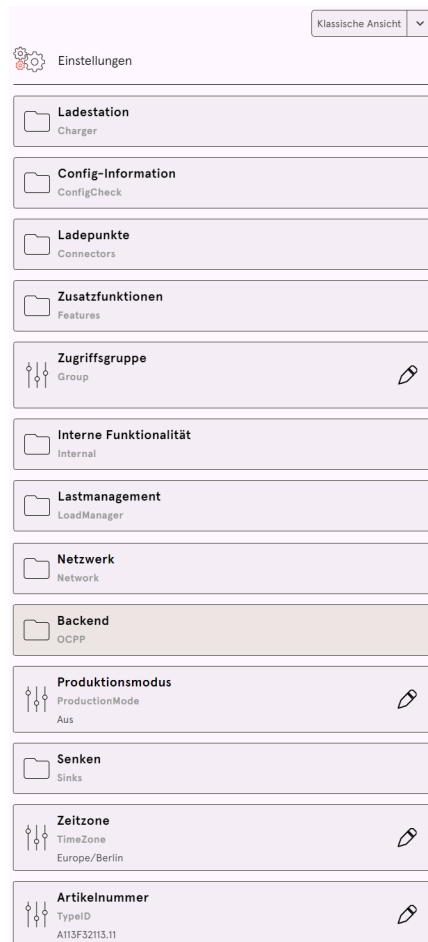 Klassische Ansicht
Einstellungen
Ladestation
Charger
Config-Information
ConfigCheck
Ladepunkte
Connectors
Zusatzfunktionen
Features
Zugriffsgruppe
Group
Interne Funktionalität
Internal
Lastmanagement
LoadManager
Netzwerk
Network
Backend
OCPP
Produktionsmodus
ProductionMode
Aus
Senken
Sinks
Zeitzone
TimeZone
Europe/Berlin
Artikelnummer
TypeID
A113F32113.11